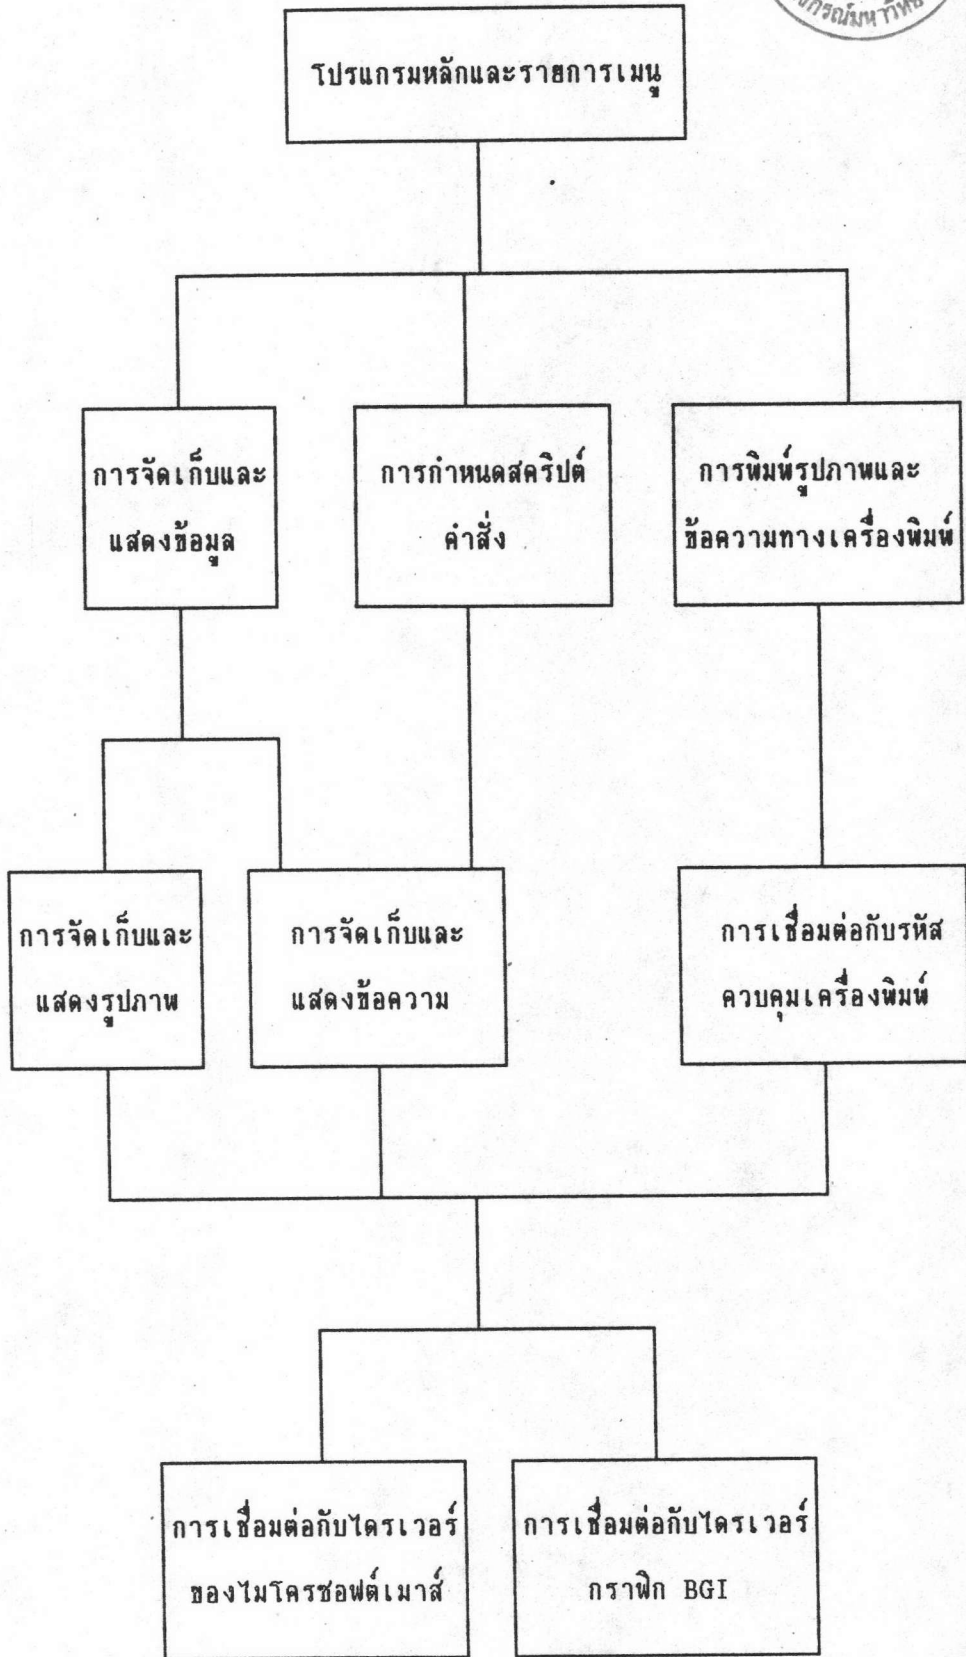 โปรแกรมหลักและรายการเมนู
การจัดเก็บและ
แสดงข้อมูล
การกำหนดสคริปต์
คำสั่ง
การพิมพ์รูปภาพและ
ข้อความทางเครื่องพิมพ์
การจัดเก็บและ
แสดงรูปภาพ
การจัดเก็บและ
แสดงข้อความ
การเชื่อมต่อกับรหัส
ควบคุมเครื่องพิมพ์
การเชื่อมต่อกับไดรเวอร์
ของไมโครซอฟต์เมาส์
การเชื่อมต่อกับไดรเวอร์
กราฟิก BGI